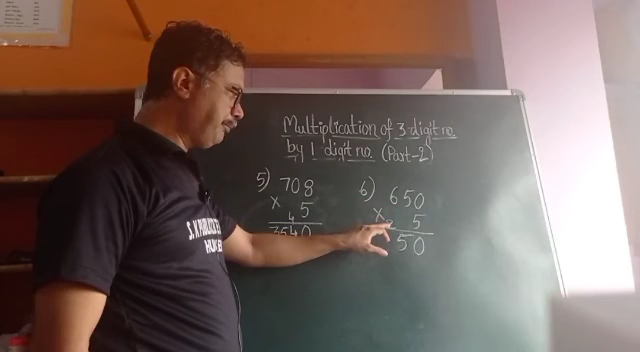 Multiplication of 3-digit no.
by 1 digit no. (Part-2)
5) 708
x 5
4
3540
6) 650
x 5
50